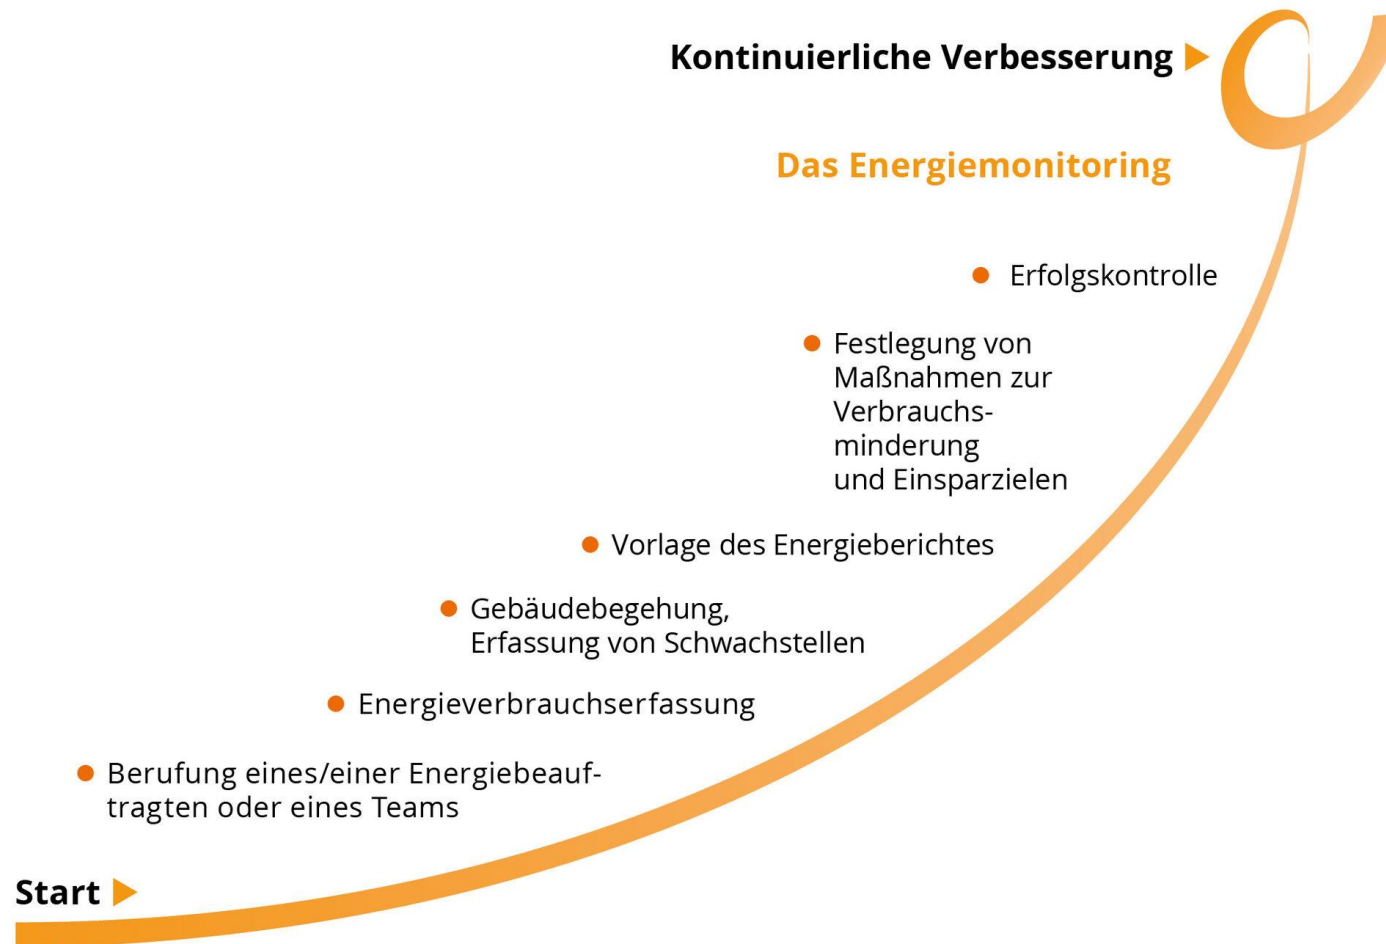 Kontinuierliche Verbesserung
Das Energiemonitoring
Erfolgskontrolle
Festlegung von
Maßnahmen zur
Verbrauchs-
minderung
und Einsparzielen
Vorlage des Energieberichtes
Gebäudebegehung,
Erfassung von Schwachstellen
Energieverbrauchserfassung
Berufung eines/einer Energiebeauf-
tragten oder eines Teams
Start